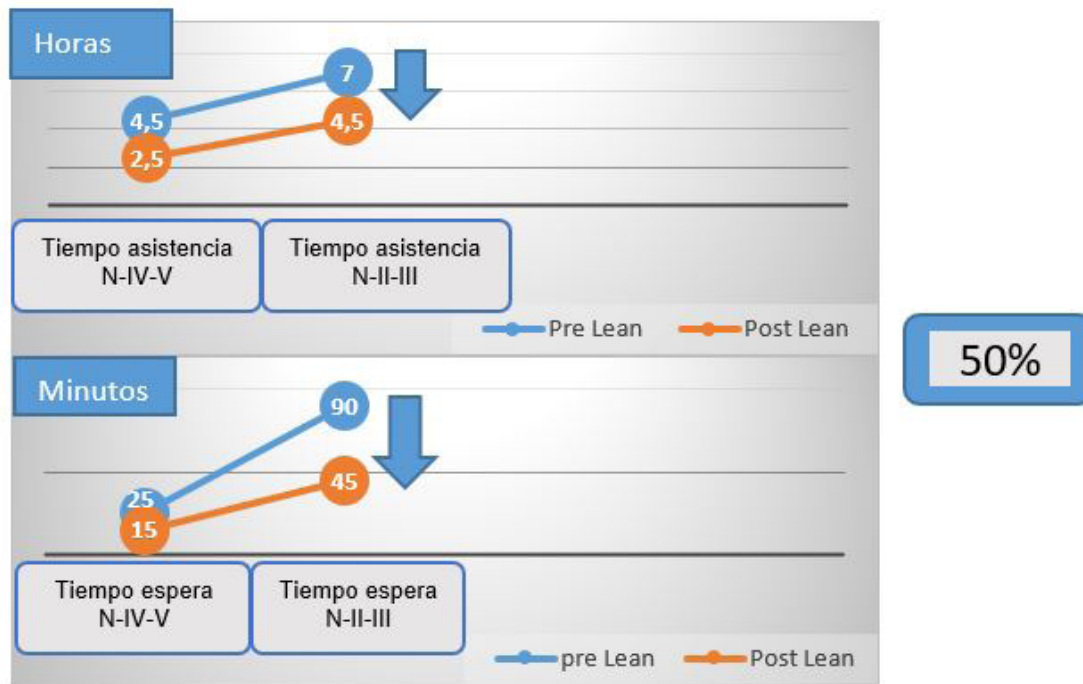 Horas
7
4,5
4,5
2,5
Tiempo asistencia
N-IV-V
Tiempo asistencia
N-II-III
Pre Lean
Post Lean
50%
Minutos
90
45
25
15
Tiempo espera
N-IV-V
Tiempo espera
N-II-III
pre Lean
Post Lean